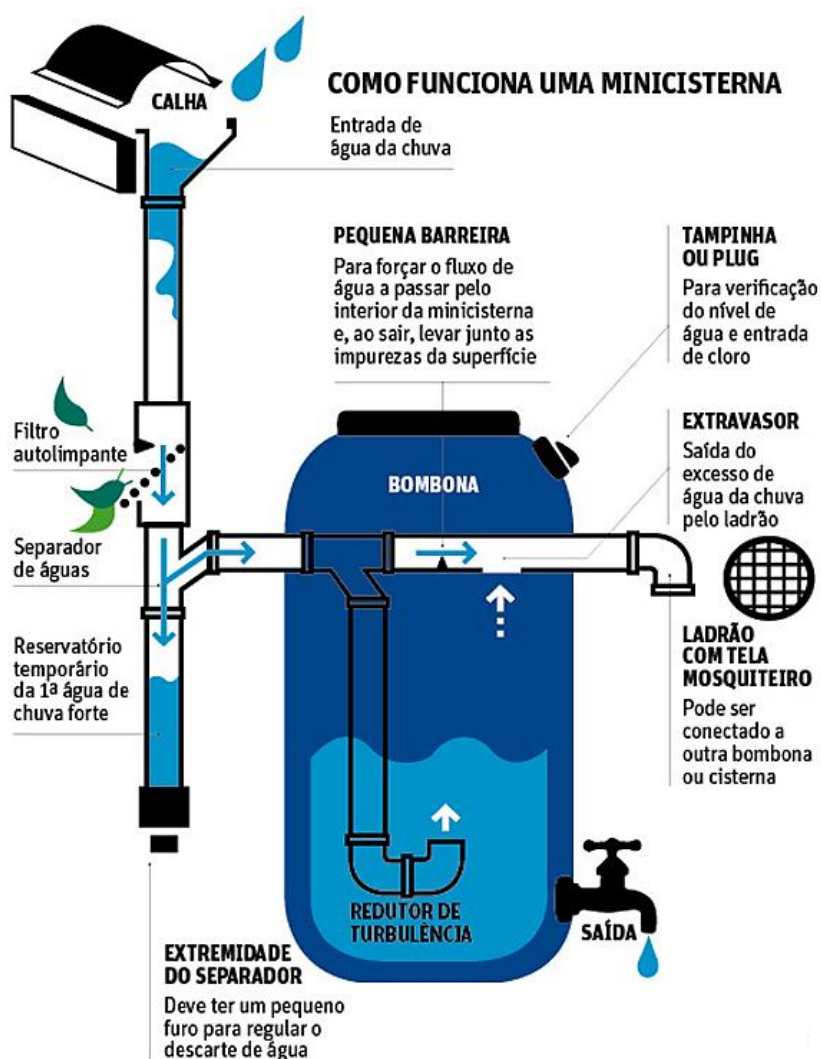 CALHA
COMO FUNCIONA UMA MINICISTERNA
Entrada de
água da chuva
PEQUENA BARREIRA
Para forçar o fluxo de
água a passar pelo
interior da minicisterna
e, ao sair, levar junto as
impurezas da superfície
TAMPINHA
OU PLUG
Para verificação
do nível de
água e entrada
de cloro
Filtro
autolimpante
BOMBONA
EXTRAVASOR
Saída do
excesso de
água da chuva
pelo ladrão
Separador
de águas
Reservatório
temporário
da 1ª água de
chuva forte
LADRÃO
COM TELA
MOSQUITEIRO
Pode ser
conectado a
outra bombona
ou cisterna
REDUTOR DE
TURBULÊNCIA
SAÍDA
EXTREMIDADE
DO SEPARADOR
Deve ter um pequeno
furo para regular o
descarte de água